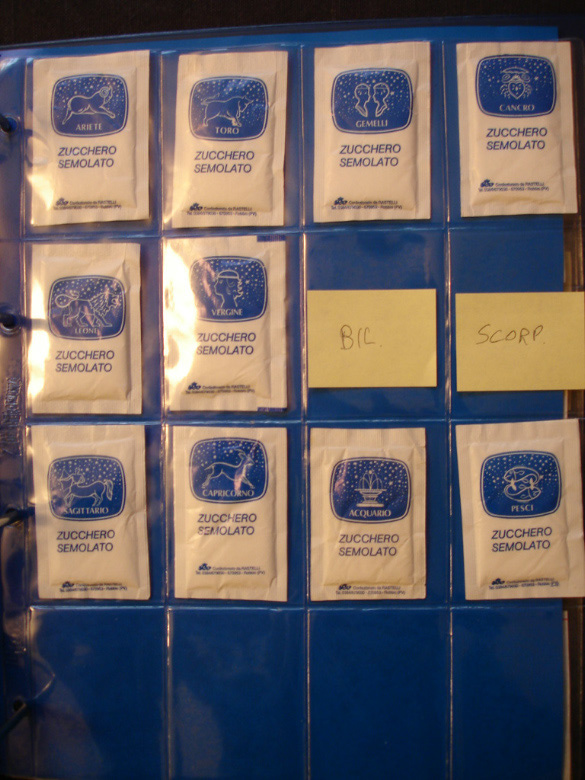 ARIETE
ZUCCHERO
SEMOLATO
TORO
ZUCCHERO
SEMOLATO
GEMELLI
ZUCCHERO
SEMOLATO
CANCRO
ZUCCHERO
SEMOLATO
LEONE
ZUCCHERO
SEMOLATO
VERGINE
ZUCCHERO
SEMOLATO
BIL.
SCORP.
SAGITTARIO
ZUCCHERO
SEMOLATO
CAPRICORNO
ZUCCHERO
SEMOLATO
ACQUARIO
ZUCCHERO
SEMOLATO
PESCI
ZUCCHERO
SEMOLATO